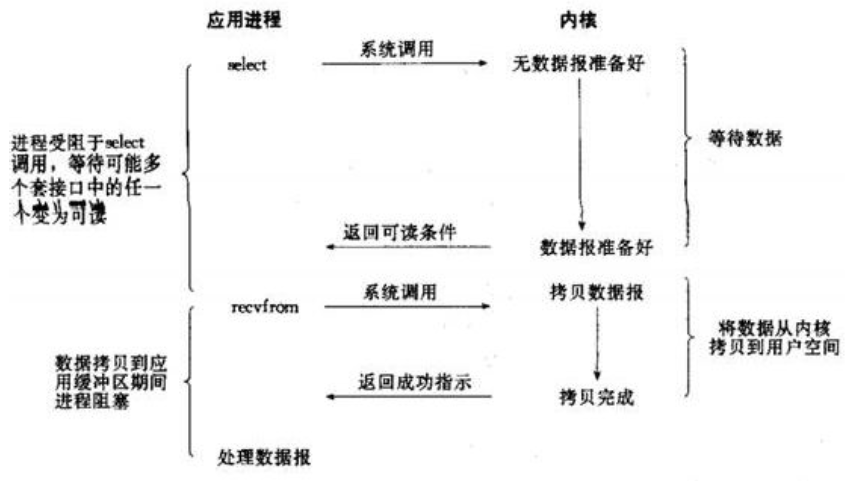 应用进程
内核
select
系统调用
无数据报准备好
进程受阻于select
调用，等待可能多
个套接口中的任一
个变为可读
等待数据
返回可读条件
数据报准备好
recvfrom
系统调用
拷贝数据报
将数据从内核
拷贝到用户空间
数据拷贝到应
用缓冲区期间
进程阻塞
返回成功指示
拷贝完成
处理数据报